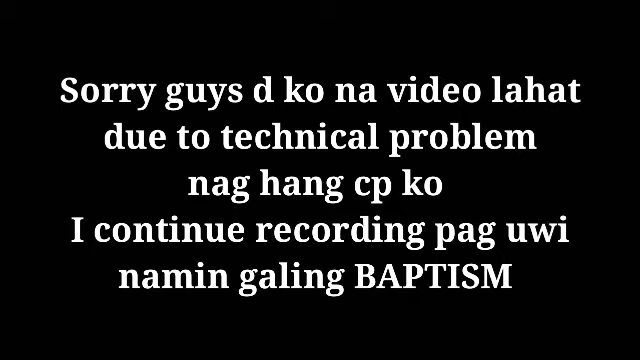 Sorry guys d ko na video lahat
due to technical problem
nag hang cp ko
I continue recording pag uwi
namin galing BAPTISM